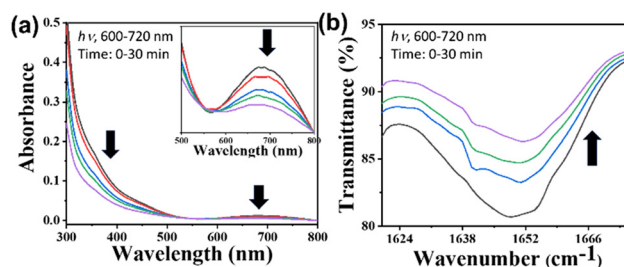 (a)
hν, 600-720 nm
Time: 0-30 min
Absorbance
0.5
0.4
0.3
0.2
0.1
0.0
300 400 500 600 700 800
Wavelength (nm)
500 600 700 800
Wavelength (nm)
(b)
hν, 600-720 nm
Time: 0-30 min
Transmittance (%)
95
90
85
80
1624 1638 1652 1666
Wavenumber (cm-1)